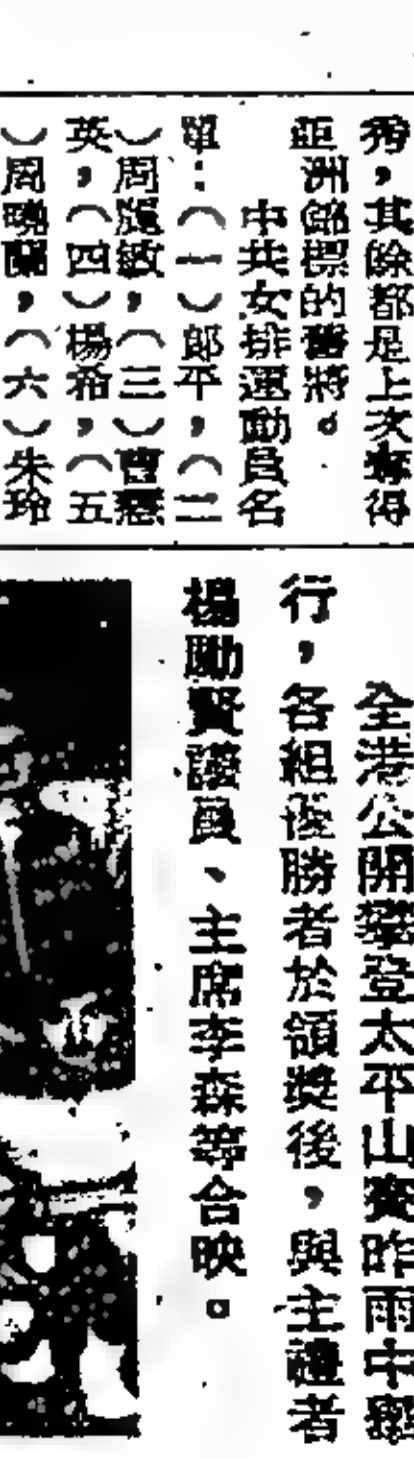 秀，其餘都是上次奪得
亞洲錦標的舊將。
中共女排運動員名
單：（一）郎平，（二
）周曉敏，（三）曹慧
英，（四）楊希，（五
）周曉蘭，（六）朱玲
全港公開攀登太平山賽昨雨中舉
行，各組優勝者於領獎後，與主禮者
楊勵賢議員、主席李森等合映。